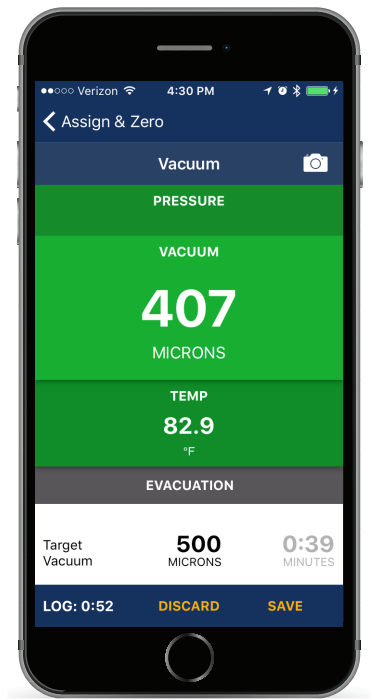 ●●○○○ Verizon 4:30 PM
Assign & Zero
Vacuum
PRESSURE
VACUUM
407
MICRONS
TEMP
82.9
°F
EVACUATION
Target Vacuum
500
MICRONS
0:39
MINUTES
LOG: 0:52 DISCARD SAVE